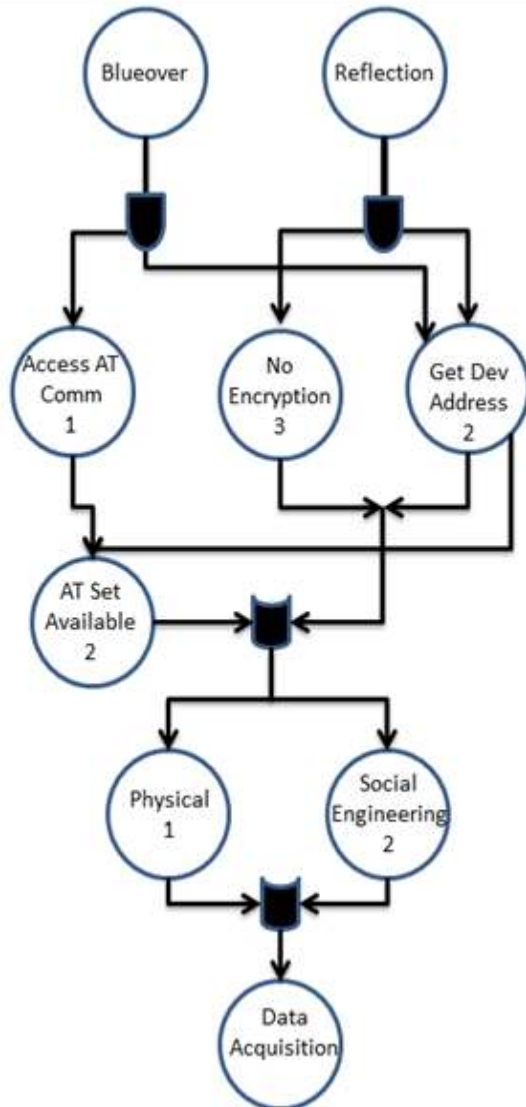 Blueover
Reflection
Access AT
Comm
1
No
Encryption
3
Get Dev
Address
2
AT Set
Available
2
Physical
1
Social
Engineering
2
Data
Acquisition